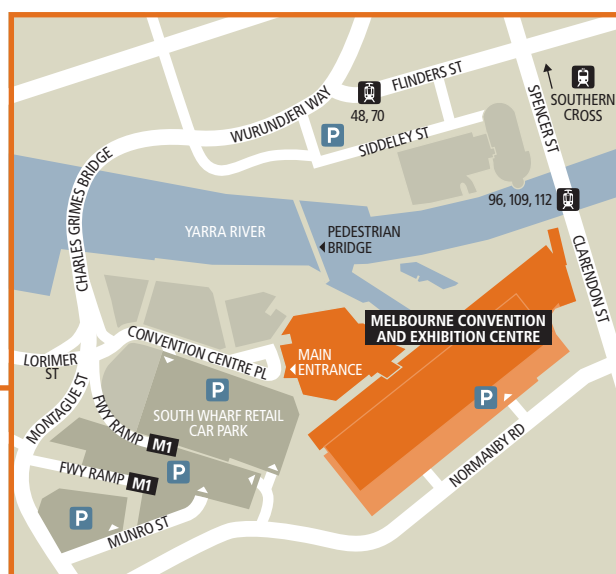 FLINDERS ST
48, 70
WURUNDJERI WAY
P
SIDDELEY ST
SPENCER ST
SOUTHERN
CROSS
CHARLES GRIMES BRIDGE
96, 109, 112
YARRA RIVER
PEDESTRIAN
BRIDGE
CLARENDON ST
MELBOURNE CONVENTION
AND EXHIBITION CENTRE
CONVENTION CENTRE PL
MAIN
ENTRANCE
LORIMER
ST
MONTAGUE ST
P
SOUTH WHARF RETAIL
CAR PARK
P
FWY RAMP M1
FWY RAMP M1
P
P
MUNRO ST
NORMANBY RD